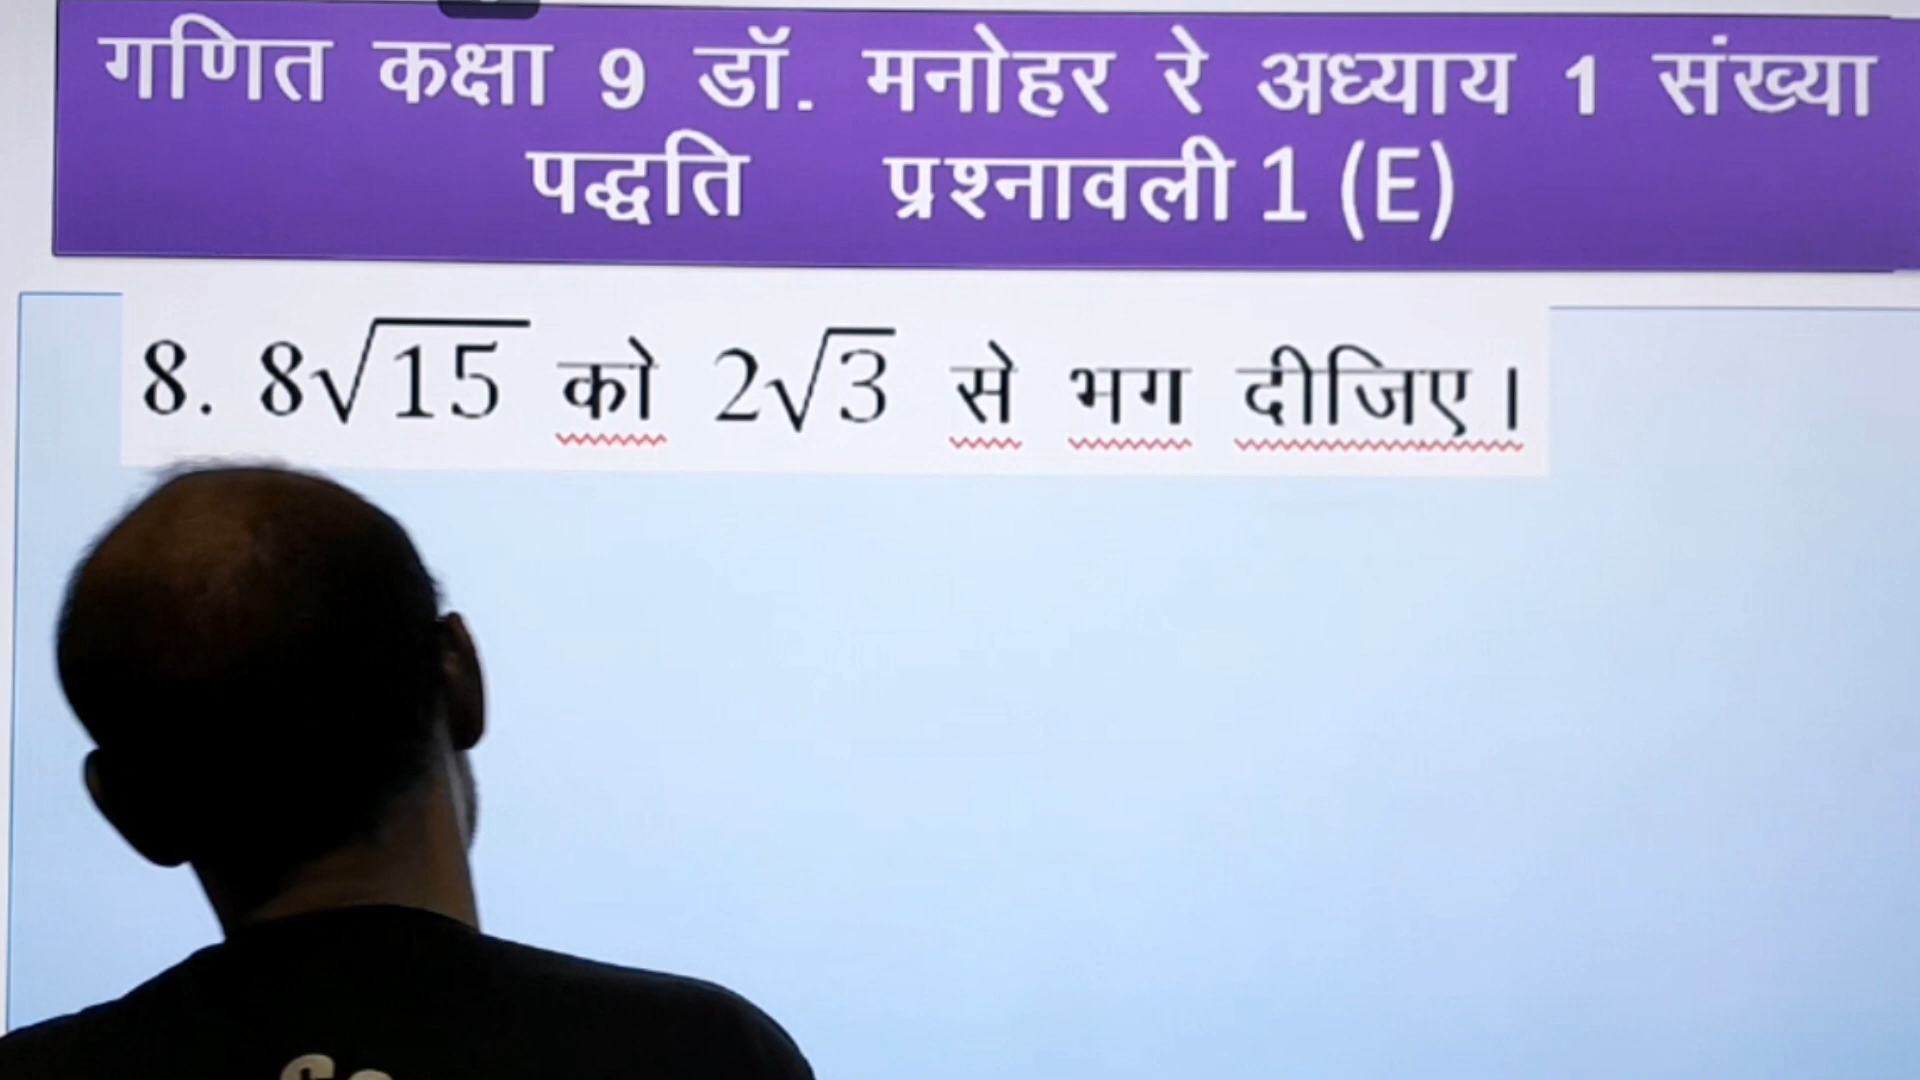 गणित कक्षा 9 डॉ. मनोहर रे अध्याय 1 संख्या
पद्धति प्रश्नावली 1 (E)
8. 8√15 को 2√3 से भग दीजिए।